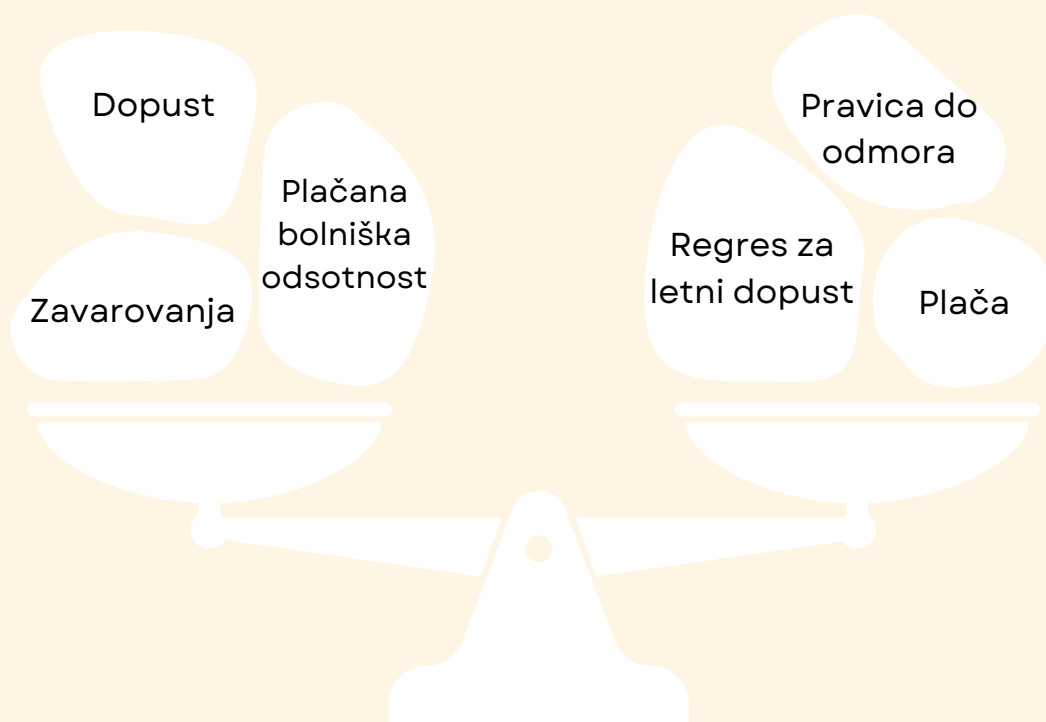 Dopust
Plačana
bolniška
odsotnost
Zavarovanja
Pravica do
odmora
Regres za
letni dopust
Plača